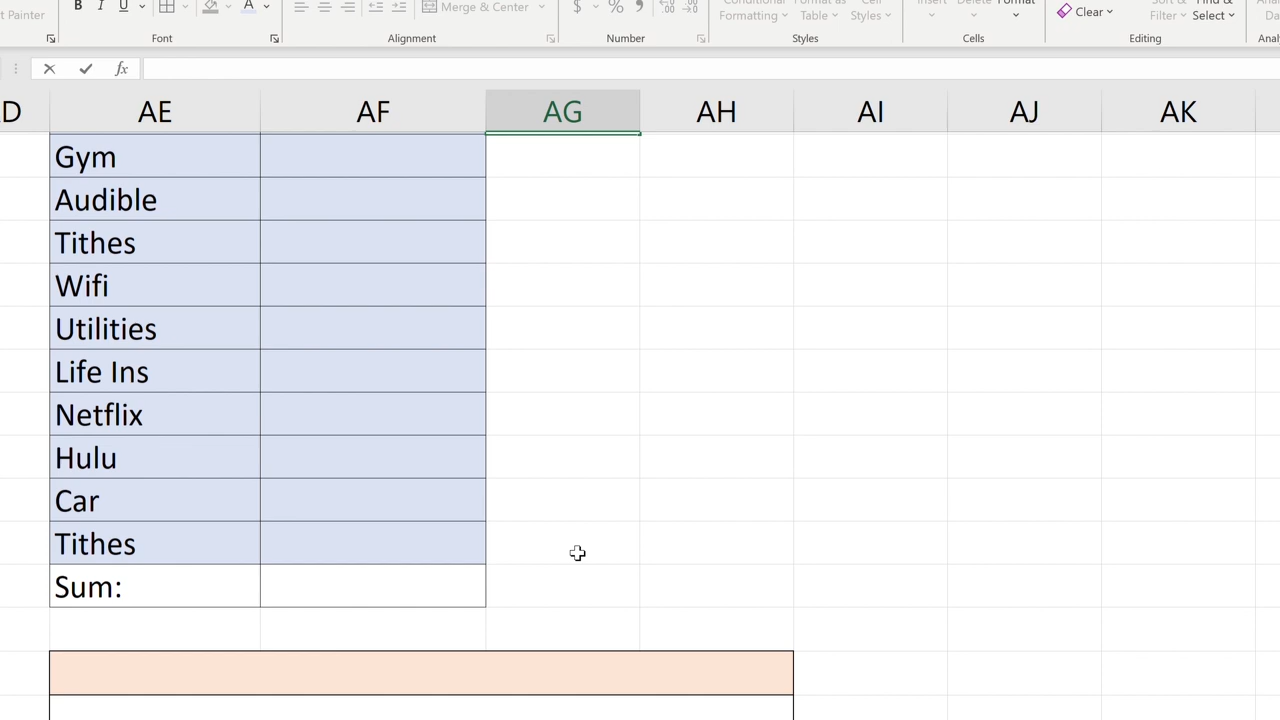 t Painter
B I U A
Merge & Center
$ % ,
Conditional Format as Cell
Formatting Table Styles
Insert Delete Format
Clear
Sort & Find &
Filter Select
Font Alignment Number Styles Cells Editing
fx
D AE AF AG AH AI AJ AK
Gym
Audible
Tithes
Wifi
Utilities
Life Ins
Netflix
Hulu
Car
Tithes
Sum: